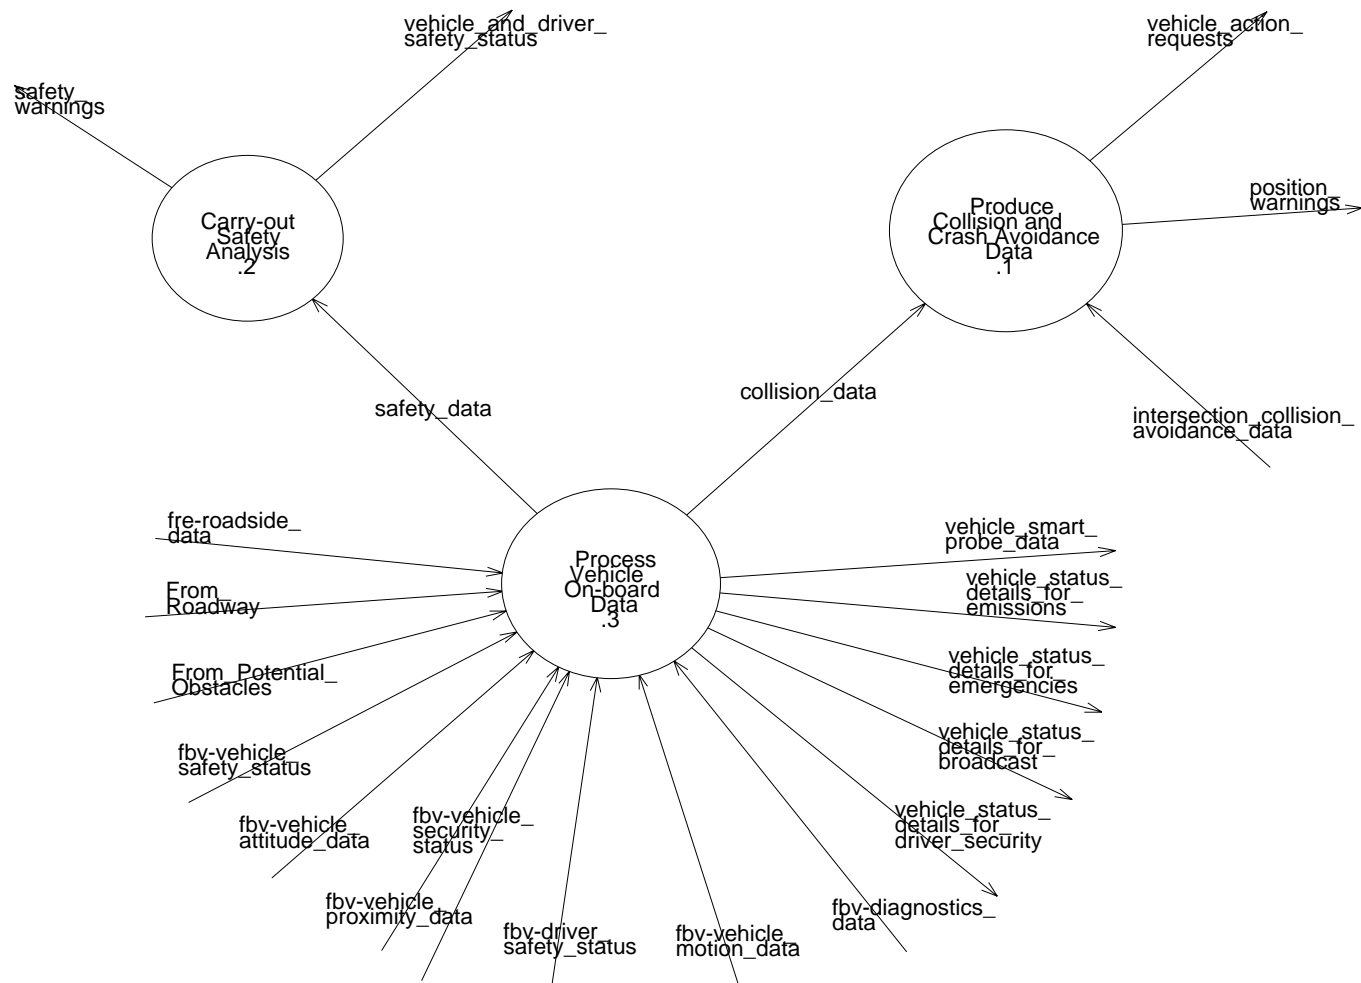 vehicle_and_driver_
safety_status
vehicle_action_
requests
safety_
warnings
position_
warnings
Carry-out
Safety
Analysis
.2
Produce
Collision and
Crash Avoidance
Data
.1
collision_data
safety_data
intersection_collision_
avoidance_data
fre-roadside_
data
From_
Roadway
From_Potential_
Obstacles
Process
Vehicle
On-board
Data
.3
vehicle_smart_
probe_data
vehicle_status_
details_for_
emissions
vehicle_status_
details_for_
emergencies
vehicle_status_
details_for_
broadcast
vehicle_status_
details_for_
driver_security
fbv-vehicle_
safety_status
fbv-vehicle_
attitude_data
fbv-vehicle_
security_
status
fbv-vehicle_
proximity_data
fbv-driver_
safety_status
fbv-vehicle_
motion_data
fbv-diagnostics_
data